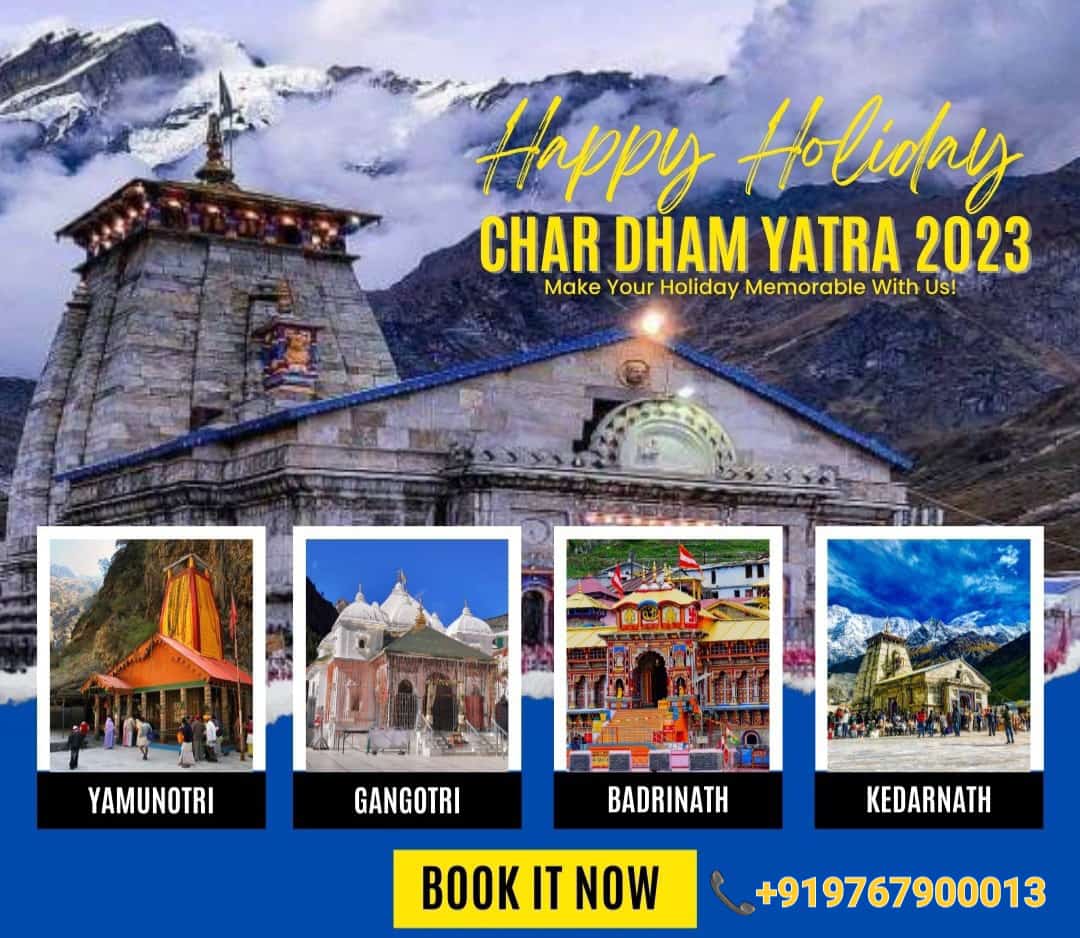 Happy Holiday
CHAR DHAM YATRA 2023
Make Your Holiday Memorable With Us!
YAMUNOTRI
GANGOTRI
BADRINATH
KEDARNATH
BOOK IT NOW
+919767900013